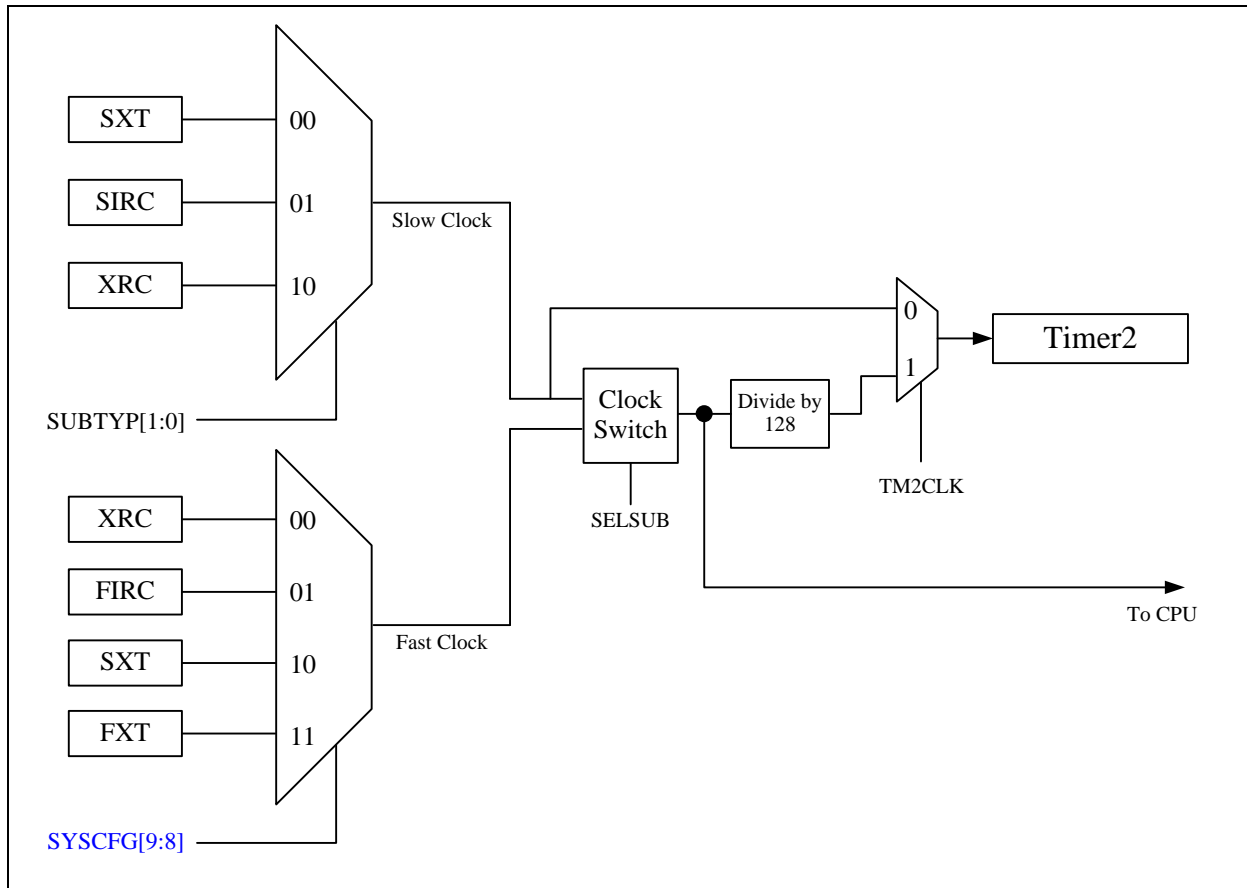 SXT
00
SIRC
01
XRC
10
Slow Clock
SUBTYP[1:0]
XRC
00
FIRC
01
SXT
10
FXT
11
Fast Clock
SYSCFG[9:8]
Clock
Switch
SELSUB
Divide by
128
0
1
TM2CLK
Timer2
To CPU